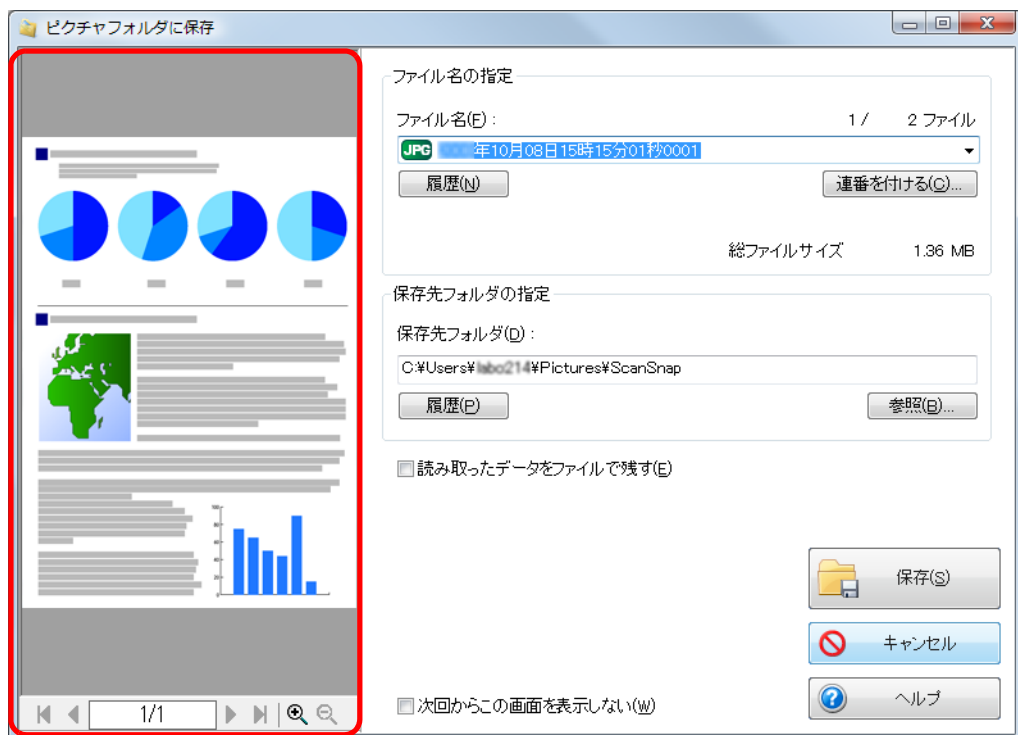 ピクチャフォルダに保存
ファイル名の指定
ファイル名(F) :
1 / 2 ファイル
JPG 年10月08日15時15分01秒0001
履歴(N)
連番を付ける(C)...
総ファイルサイズ 1.36 MB
保存先フォルダの指定
保存先フォルダ(D) :
C:¥Users¥ ¥Pictures¥ScanSnap
履歴(P)
参照(B)...
読み取ったデータをファイルで残す(E)
保存(S)
キャンセル
次回からこの画面を表示しない(W)
ヘルプ
1/1